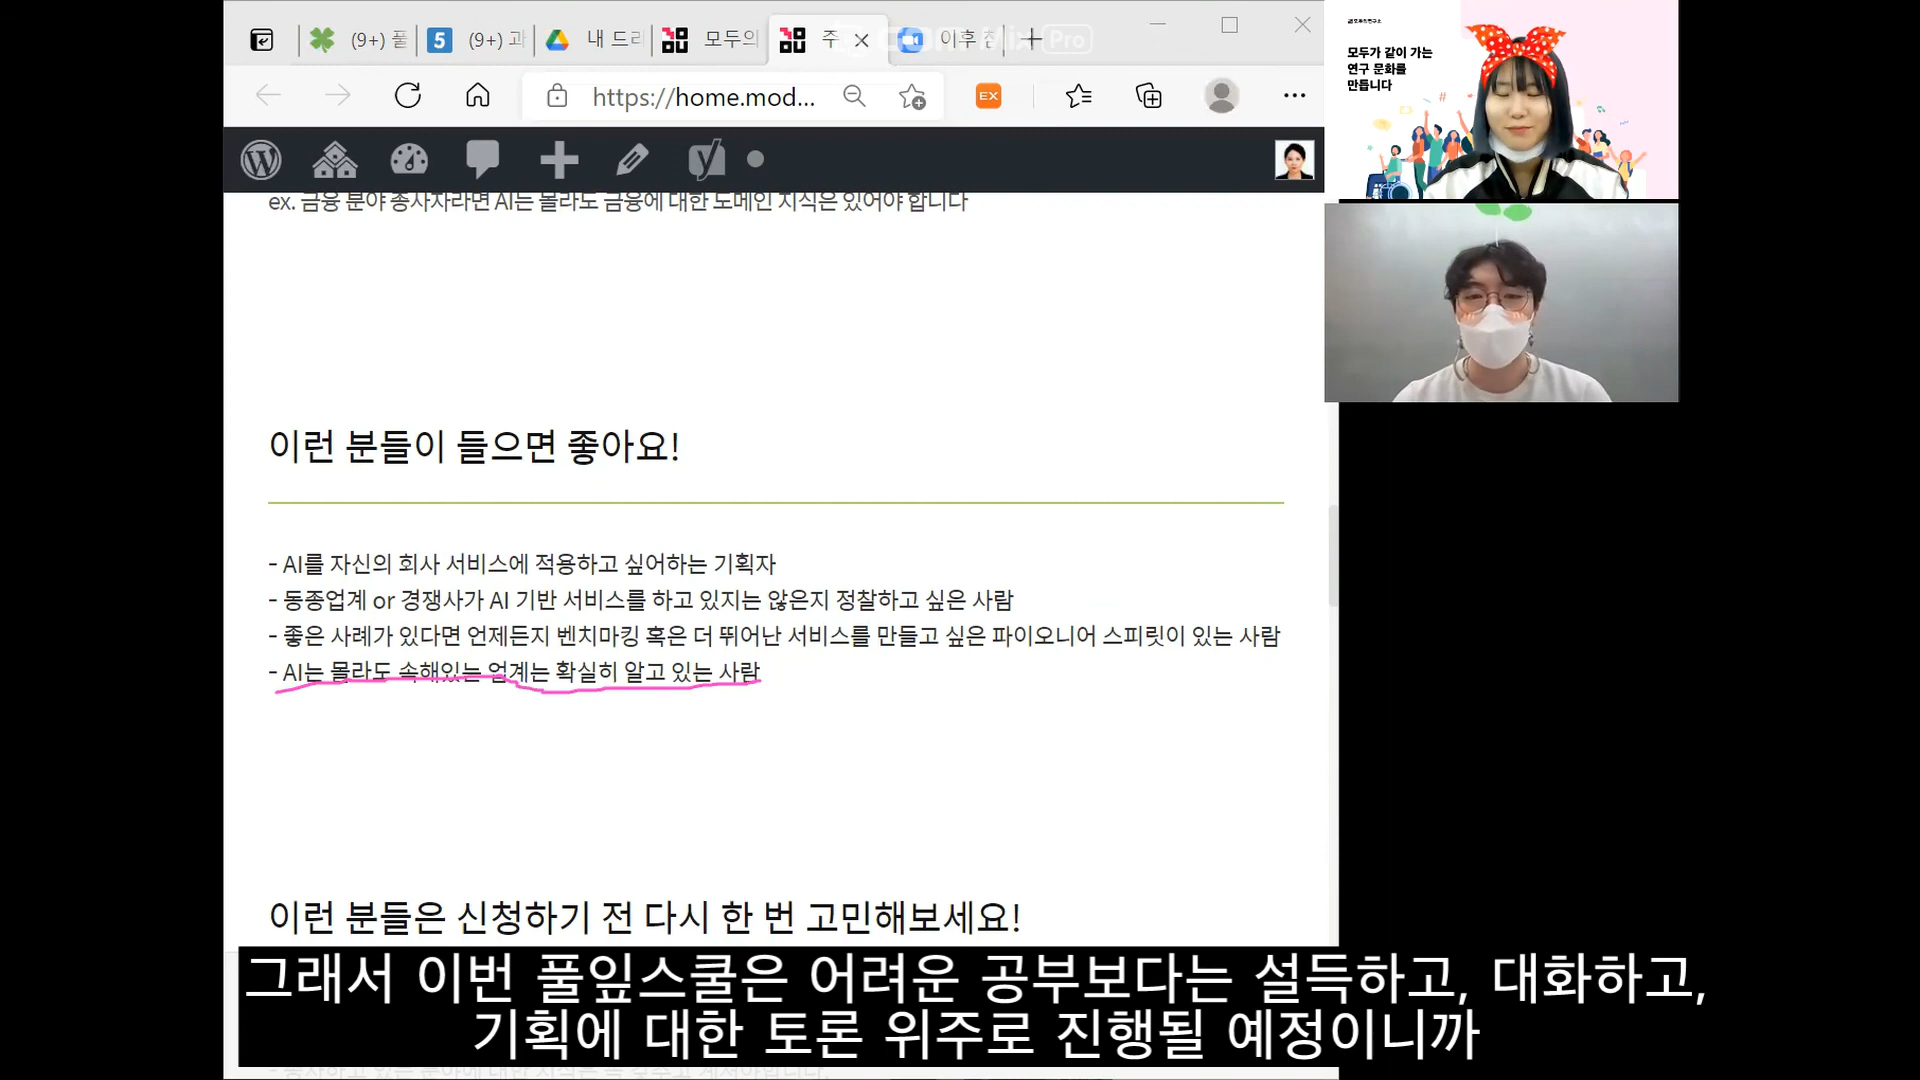 (9+) 풀
5
(9+) 과
내 드라
모두의
주
이후 찬
Pro
https://home.mod...
EX
ex. 금융 분야 종사자라면 AI는 몰라도 금융에 대한 도메인 지식은 있어야 합니다
이런 분들이 들으면 좋아요!
- AI를 자신의 회사 서비스에 적용하고 싶어하는 기획자
- 동종업계 or 경쟁사가 AI 기반 서비스를 하고 있지는 않은지 정찰하고 싶은 사람
- 좋은 사례가 있다면 언제든지 벤치마킹 혹은 더 뛰어난 서비스를 만들고 싶은 파이오니어 스피릿이 있는 사람
- AI는 몰라도 속해있는 업계는 확실히 알고 있는 사람
이런 분들은 신청하기 전 다시 한 번 고민해보세요!
그래서 이번 풀잎스쿨은 어려운 공부보다는 설득하고, 대화하고,
기획에 대한 토론 위주로 진행될 예정이니까
모두의연구소
모두가 같이 가는
연구 문화를
만듭니다